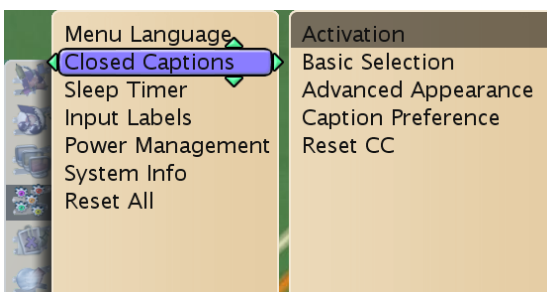 Menu Language
Closed Captions
Sleep Timer
Input Labels
Power Management
System Info
Reset All
Activation
Basic Selection
Advanced Appearance
Caption Preference
Reset CC